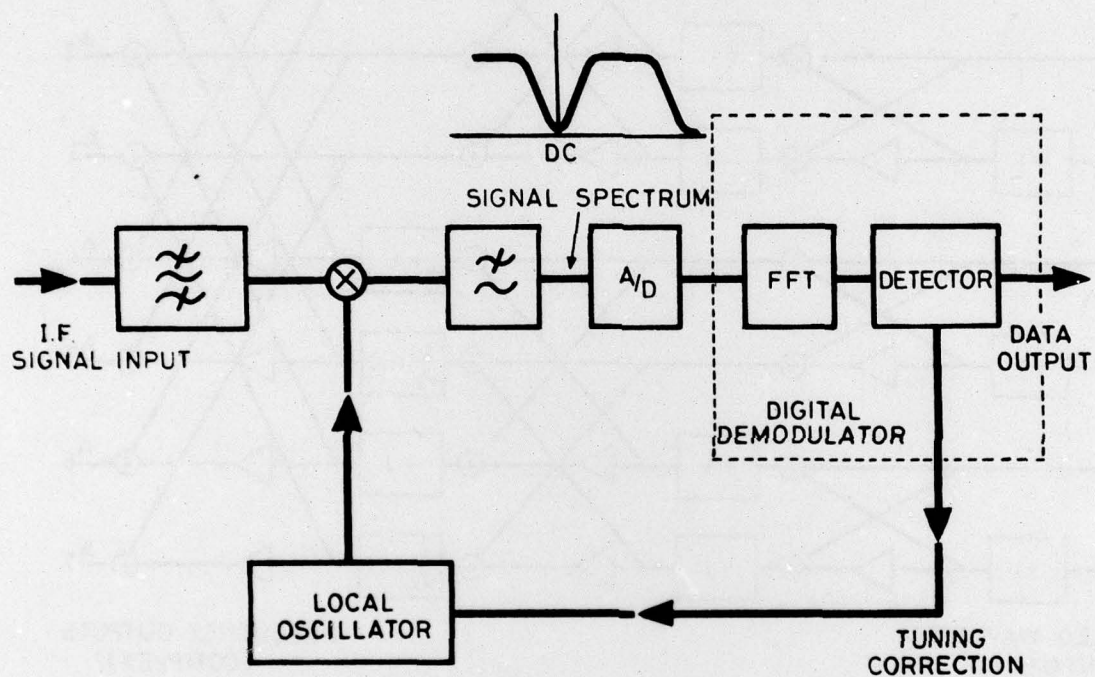 DC
SIGNAL SPECTRUM
I.F.
SIGNAL INPUT
A/D
FFT
DETECTOR
DATA
OUTPUT
DIGITAL
DEMODULATOR
LOCAL
OSCILLATOR
TUNING
CORRECTION